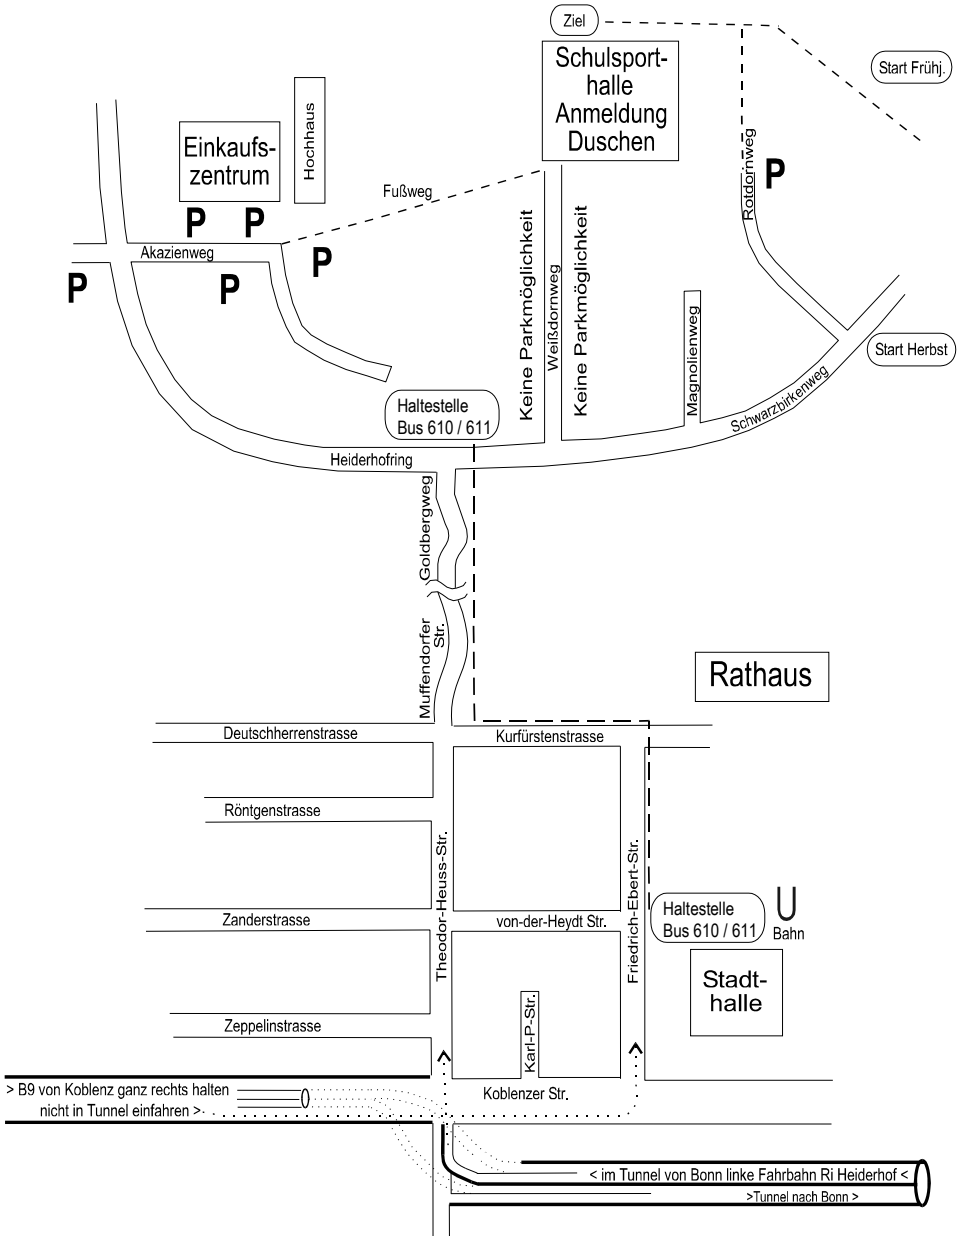 Ziel
Start Frühj.
Schulsport-
halle
Anmeldung
Duschen
Einkaufs-
zentrum
Hochhaus
Fußweg
Rotdornweg
P
P
P
P
P
P
Akazienweg
Keine Parkmöglichkeit
Weißdornweg
Keine Parkmöglichkeit
Magnolienweg
Start Herbst
Schwarzbirkenweg
Haltestelle
Bus 610 / 611
Heiderhofring
Goldbergweg
Muffendorfer
Str.
Rathaus
Deutschherrenstrasse
Kurfürstenstrasse
Röntgenstrasse
Theodor-Heuss-Str.
Friedrich-Ebert-Str.
Zanderstrasse
von-der-Heydt Str.
Haltestelle
Bus 610 / 611
U
Bahn
Stadt-
halle
Zeppelinstrasse
Karl-P-Str.
> B9 von Koblenz ganz rechts halten
nicht in Tunnel einfahren >
Koblenzer Str.
< im Tunnel von Bonn linke Fahrbahn Ri Heiderhof <
>Tunnel nach Bonn >